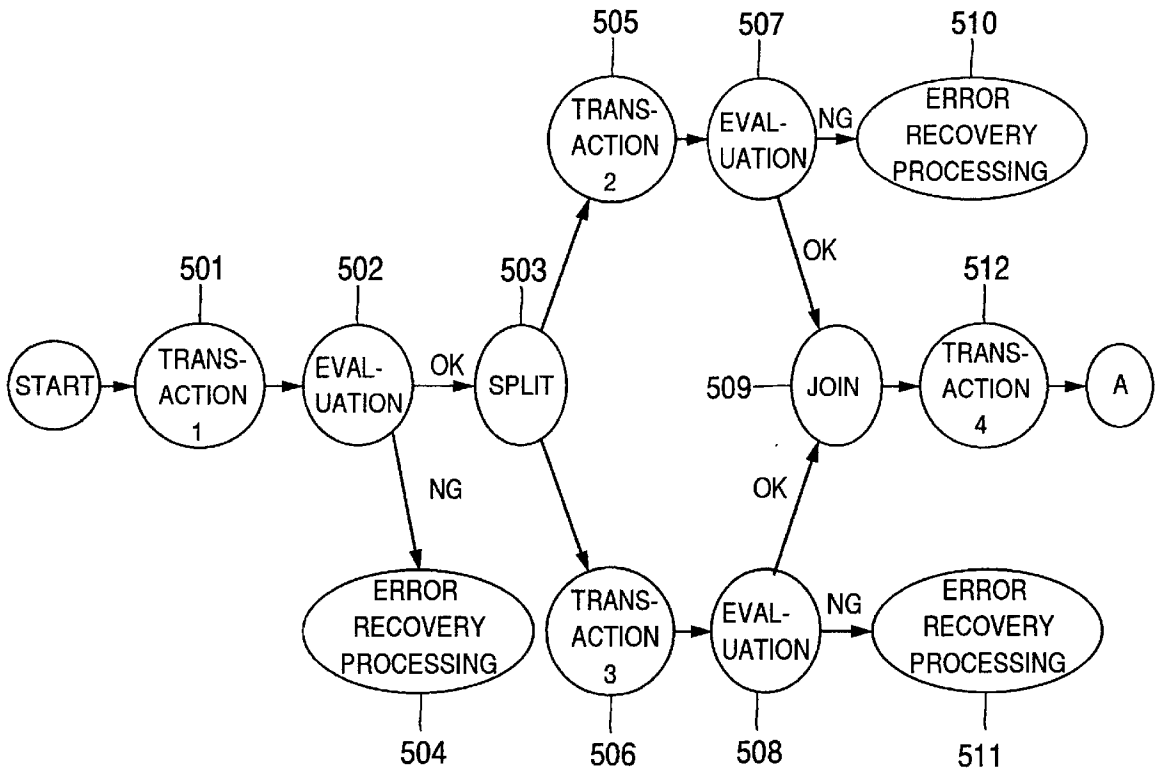 505
507
510
TRANS-
ACTION
2
EVAL-
UATION
NG
ERROR
RECOVERY
PROCESSING
OK
501
502
503
512
START
TRANS-
ACTION
1
EVAL-
UATION
OK
SPLIT
509
JOIN
TRANS-
ACTION
4
A
NG
OK
ERROR
RECOVERY
PROCESSING
TRANS-
ACTION
3
EVAL-
UATION
NG
ERROR
RECOVERY
PROCESSING
504
506
508
511